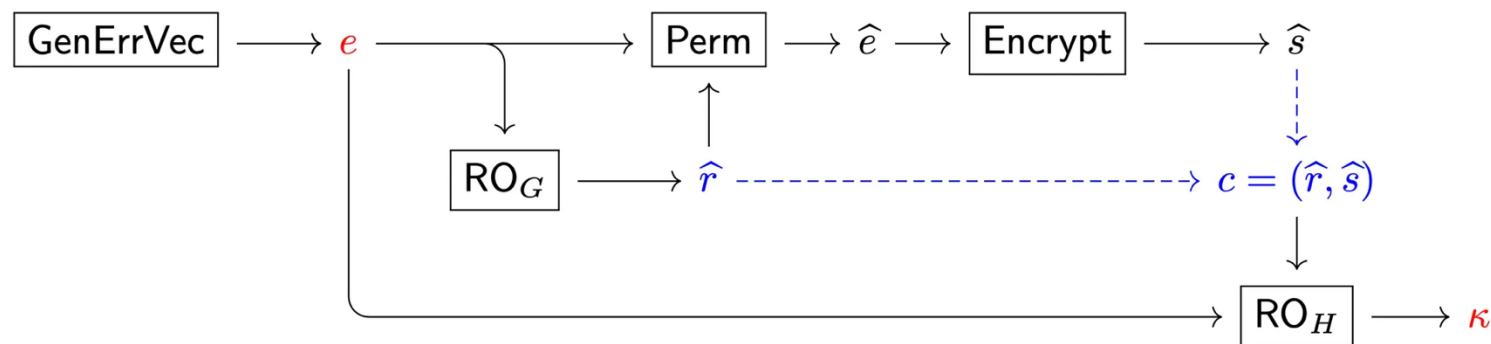 GenErrVec e Perm ê Encrypt ŝ
RO_G r̂ c = (r̂, ŝ)
RO_H κ